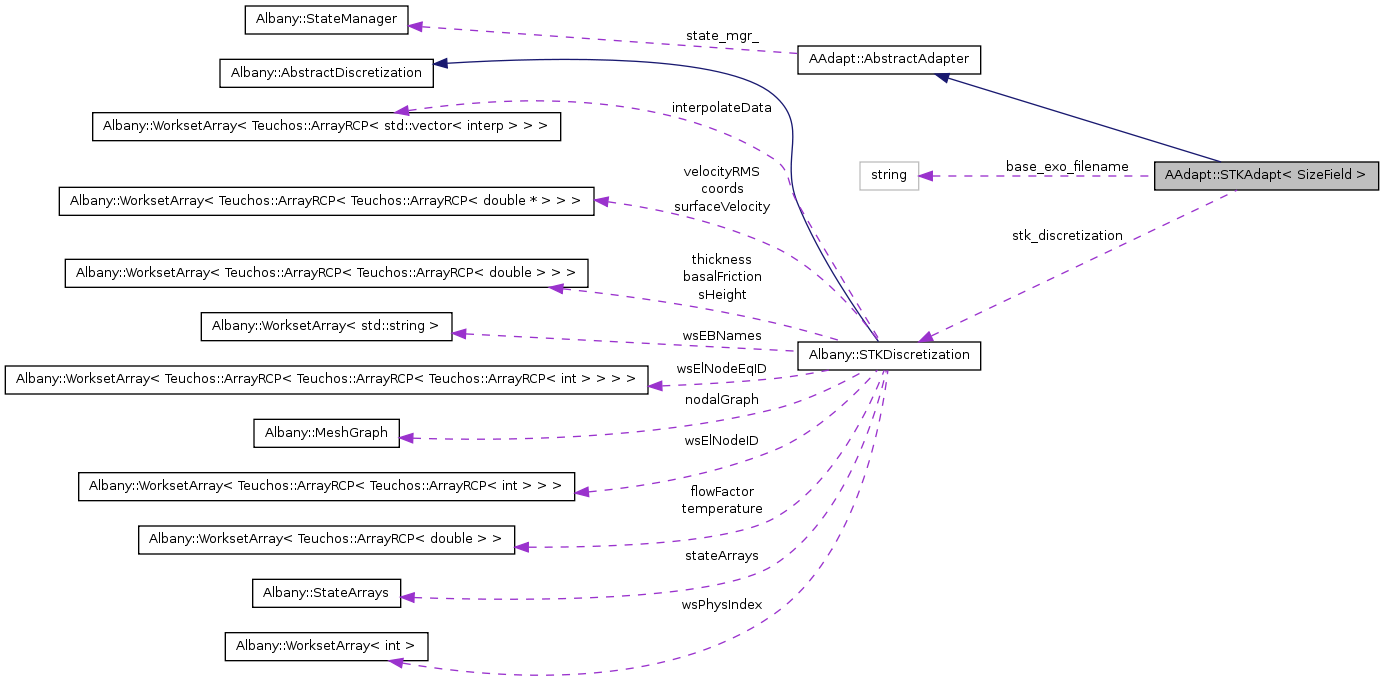 Albany::StateManager
state_mgr_
AAdapt::AbstractAdapter
Albany::AbstractDiscretization
interpolateData
Albany::WorksetArray< Teuchos::ArrayRCP< std::vector< interp > > >
base_exo_filename
string
AAdapt::STKAdapt< SizeField >
velocityRMS
coords
surfaceVelocity
Albany::WorksetArray< Teuchos::ArrayRCP< Teuchos::ArrayRCP< double * > > >
stk_discretization
thickness
basalFriction
sHeight
Albany::WorksetArray< Teuchos::ArrayRCP< Teuchos::ArrayRCP< double > > >
Albany::WorksetArray< std::string >
wsEBNames
Albany::STKDiscretization
wsElNodeEqID
Albany::WorksetArray< Teuchos::ArrayRCP< Teuchos::ArrayRCP< Teuchos::ArrayRCP< int > > > >
nodalGraph
Albany::MeshGraph
wsElNodeID
Albany::WorksetArray< Teuchos::ArrayRCP< Teuchos::ArrayRCP< int > > >
flowFactor
temperature
Albany::WorksetArray< Teuchos::ArrayRCP< double > >
stateArrays
Albany::StateArrays
wsPhysIndex
Albany::WorksetArray< int >